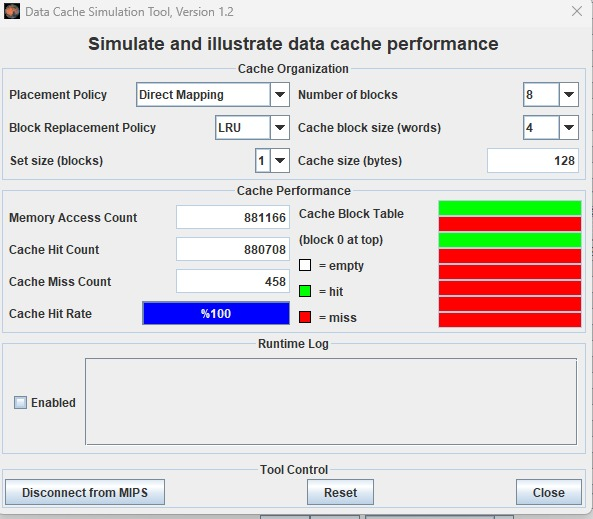 Data Cache Simulation Tool, Version 1.2
Simulate and illustrate data cache performance
Cache Organization
Placement Policy Direct Mapping Number of blocks 8
Block Replacement Policy LRU Cache block size (words) 4
Set size (blocks) 1 Cache size (bytes) 128
Cache Performance
Memory Access Count 881166 Cache Block Table
(block 0 at top)
Cache Hit Count 880708
= empty
Cache Miss Count 458
= hit
Cache Hit Rate %100
= miss
Runtime Log
Enabled
Tool Control
Disconnect from MIPS Reset Close